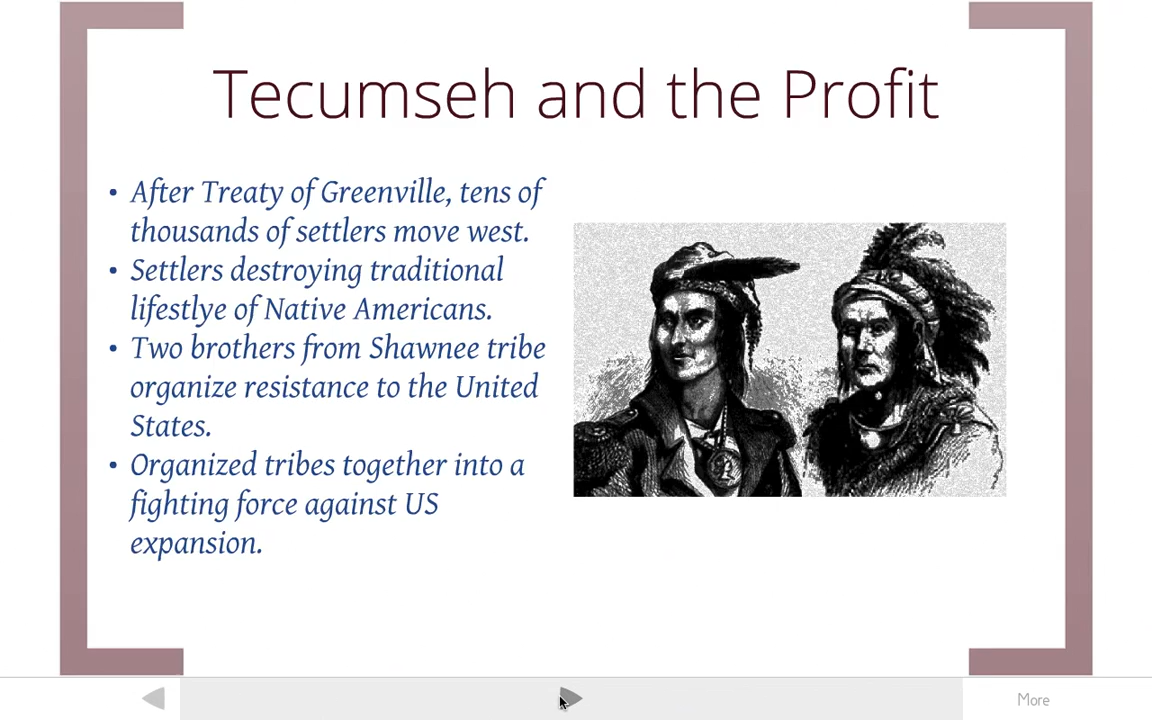 Tecumseh and the Profit
• After Treaty of Greenville, tens of
thousands of settlers move west.
• Settlers destroying traditional
lifestlye of Native Americans.
• Two brothers from Shawnee tribe
organize resistance to the United
States.
• Organized tribes together into a
fighting force against US
expansion.
More